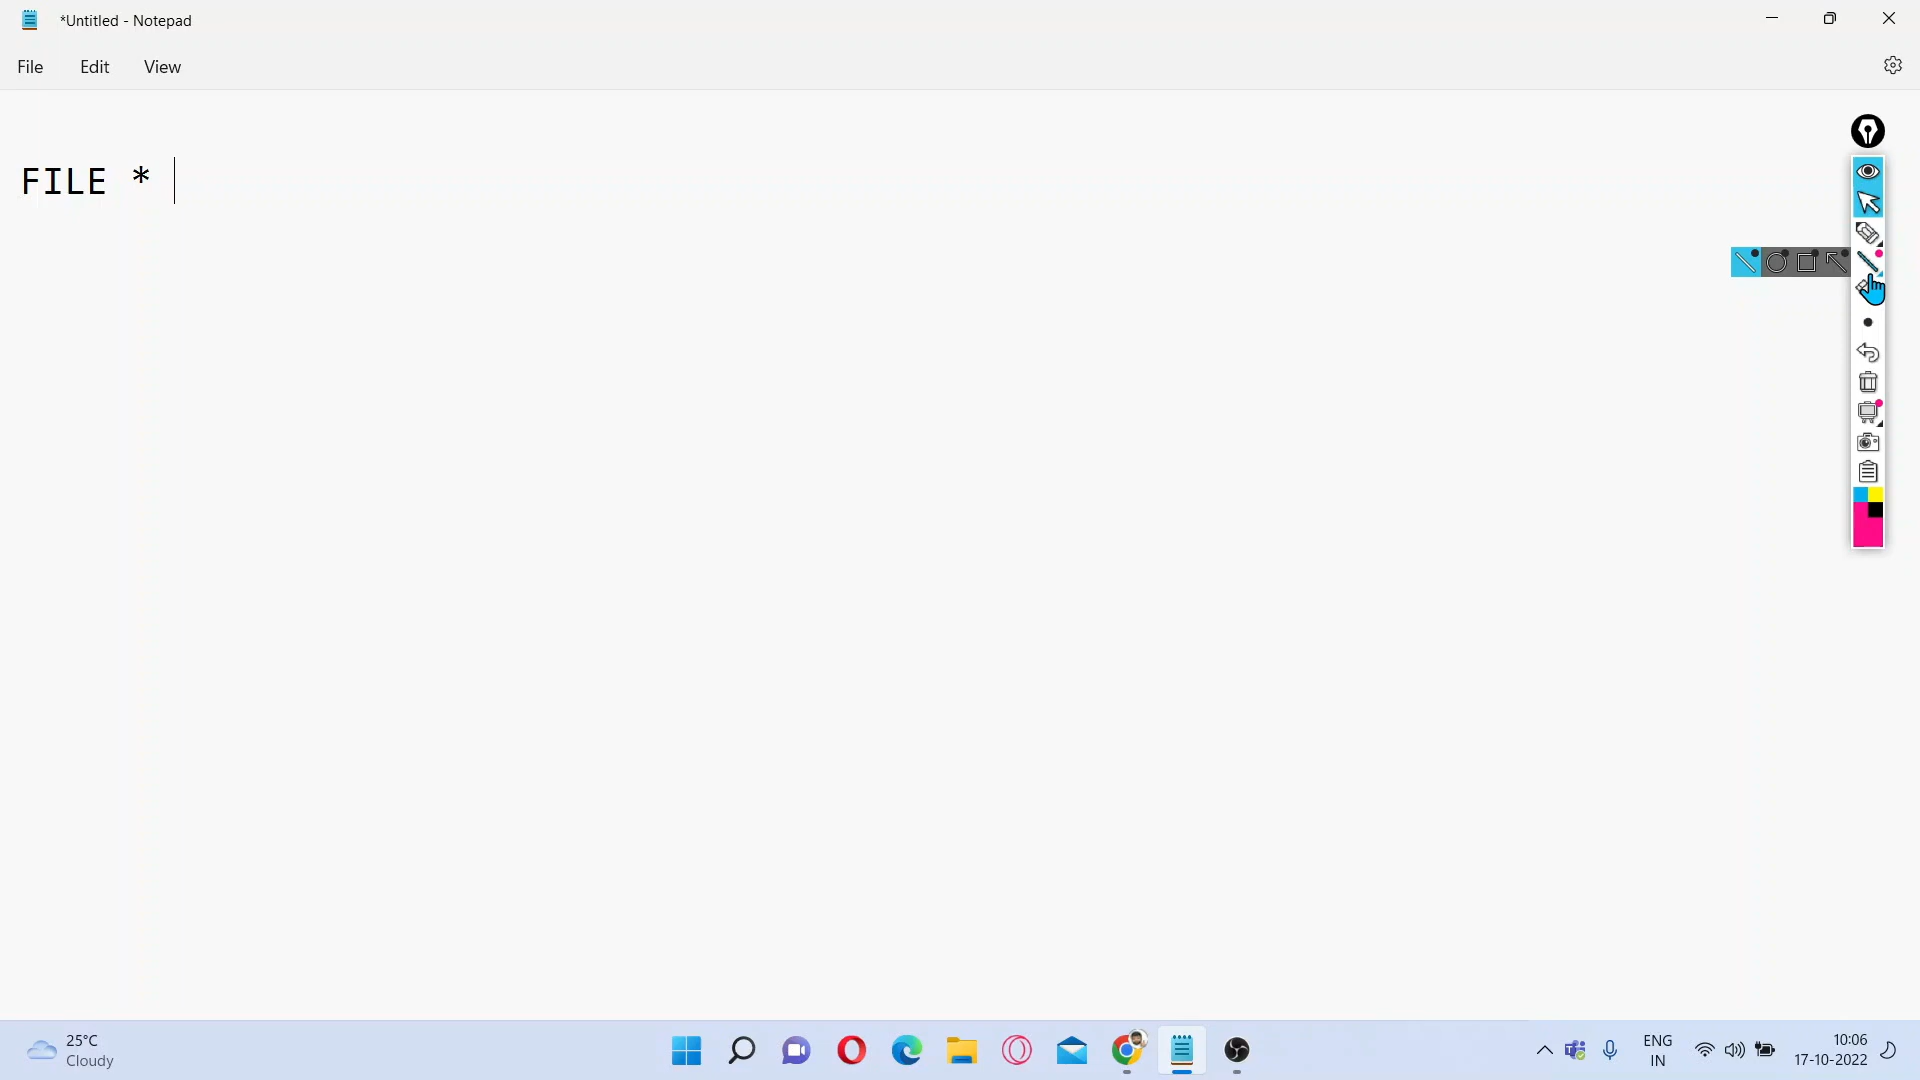 *Untitled - Notepad
File Edit View
FILE *
25°C
Cloudy
ENG
IN
10:06
17-10-2022